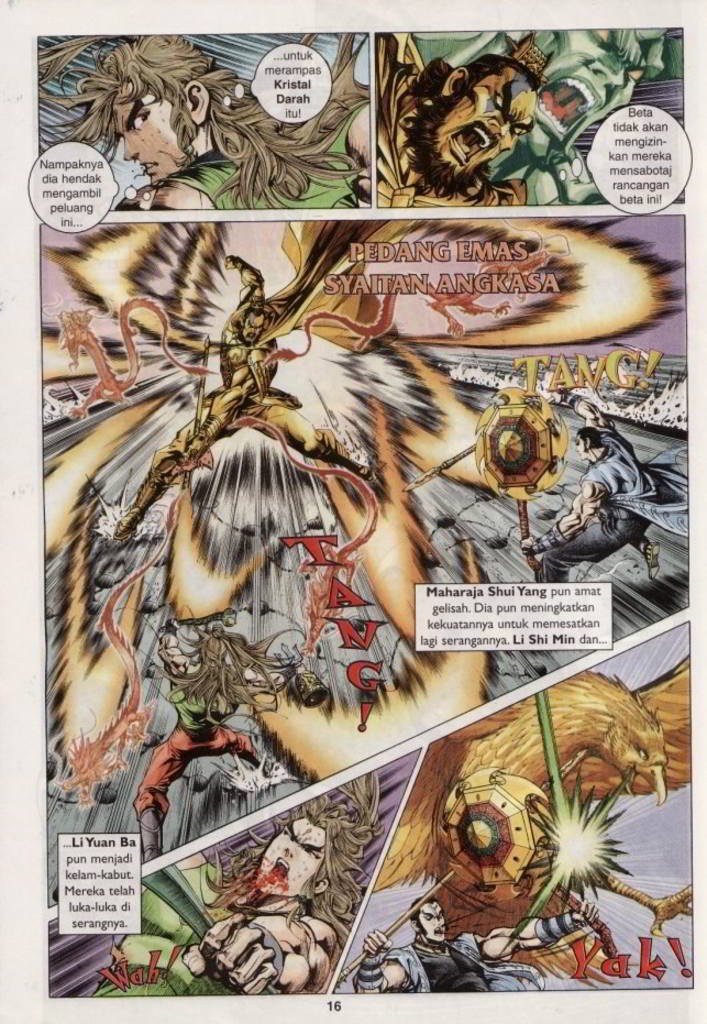 Nampaknya
dia hendak
mengambil
peluang
ini...
...untuk
merampas
Kristal
Darah
itu!
Beta
tidak akan
mengizin-
kan mereka
mensabotaj
rancangan
beta ini!
PEDANG EMAS
SYAITAN ANGKASA
TANG!
TANG!
Maharaja Shui Yang pun amat
gelisah. Dia pun meningkatkan
kekuatannya untuk memesatkan
lagi serangannya. Li Shi Min dan...
...Li Yuan Ba
pun menjadi
kelam-kabut.
Mereka telah
luka-luka di
serangnya.
Wah!
Yak!
16